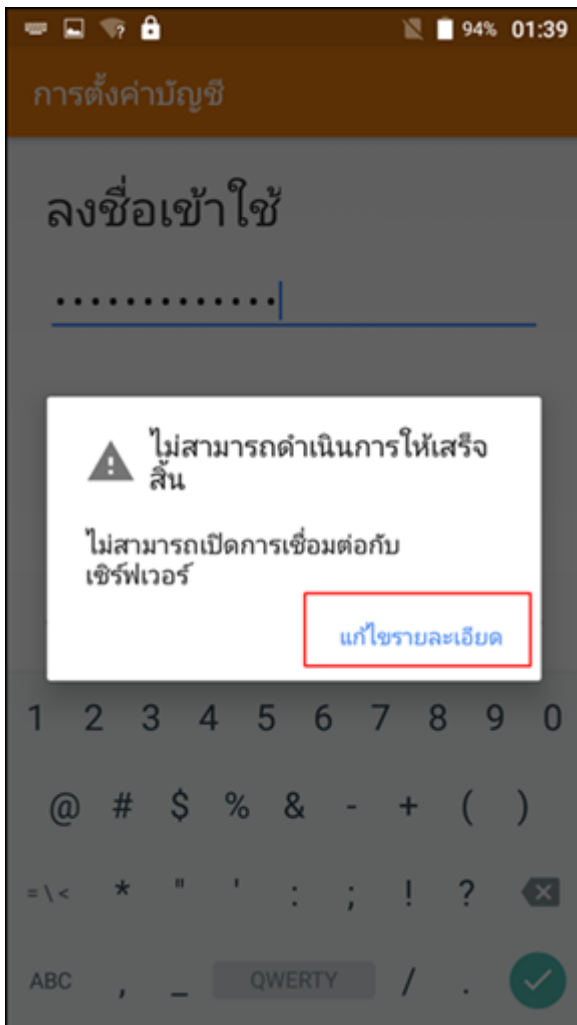 94% 01:39
การตั้งค่าบัญชี
ลงชื่อเข้าใช้
•••••••••••••
ไม่สามารถดำเนินการให้เสร็จ
สิ้น
ไม่สามารถเปิดการเชื่อมต่อกับ
เซิร์ฟเวอร์
แก้ไขรายละเอียด
1 2 3 4 5 6 7 8 9 0
@ # $ % & - + ( )
= \ < * " ' : ; ! ?
ABC , _ QWERTY / .